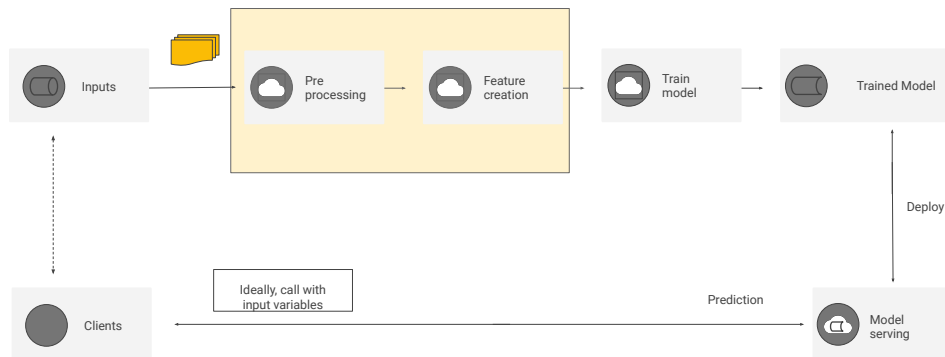 Inputs
Pre
processing
Feature
creation
Train
model
Trained Model
Deploy
Ideally, call with
input variables
Prediction
Clients
Model
serving